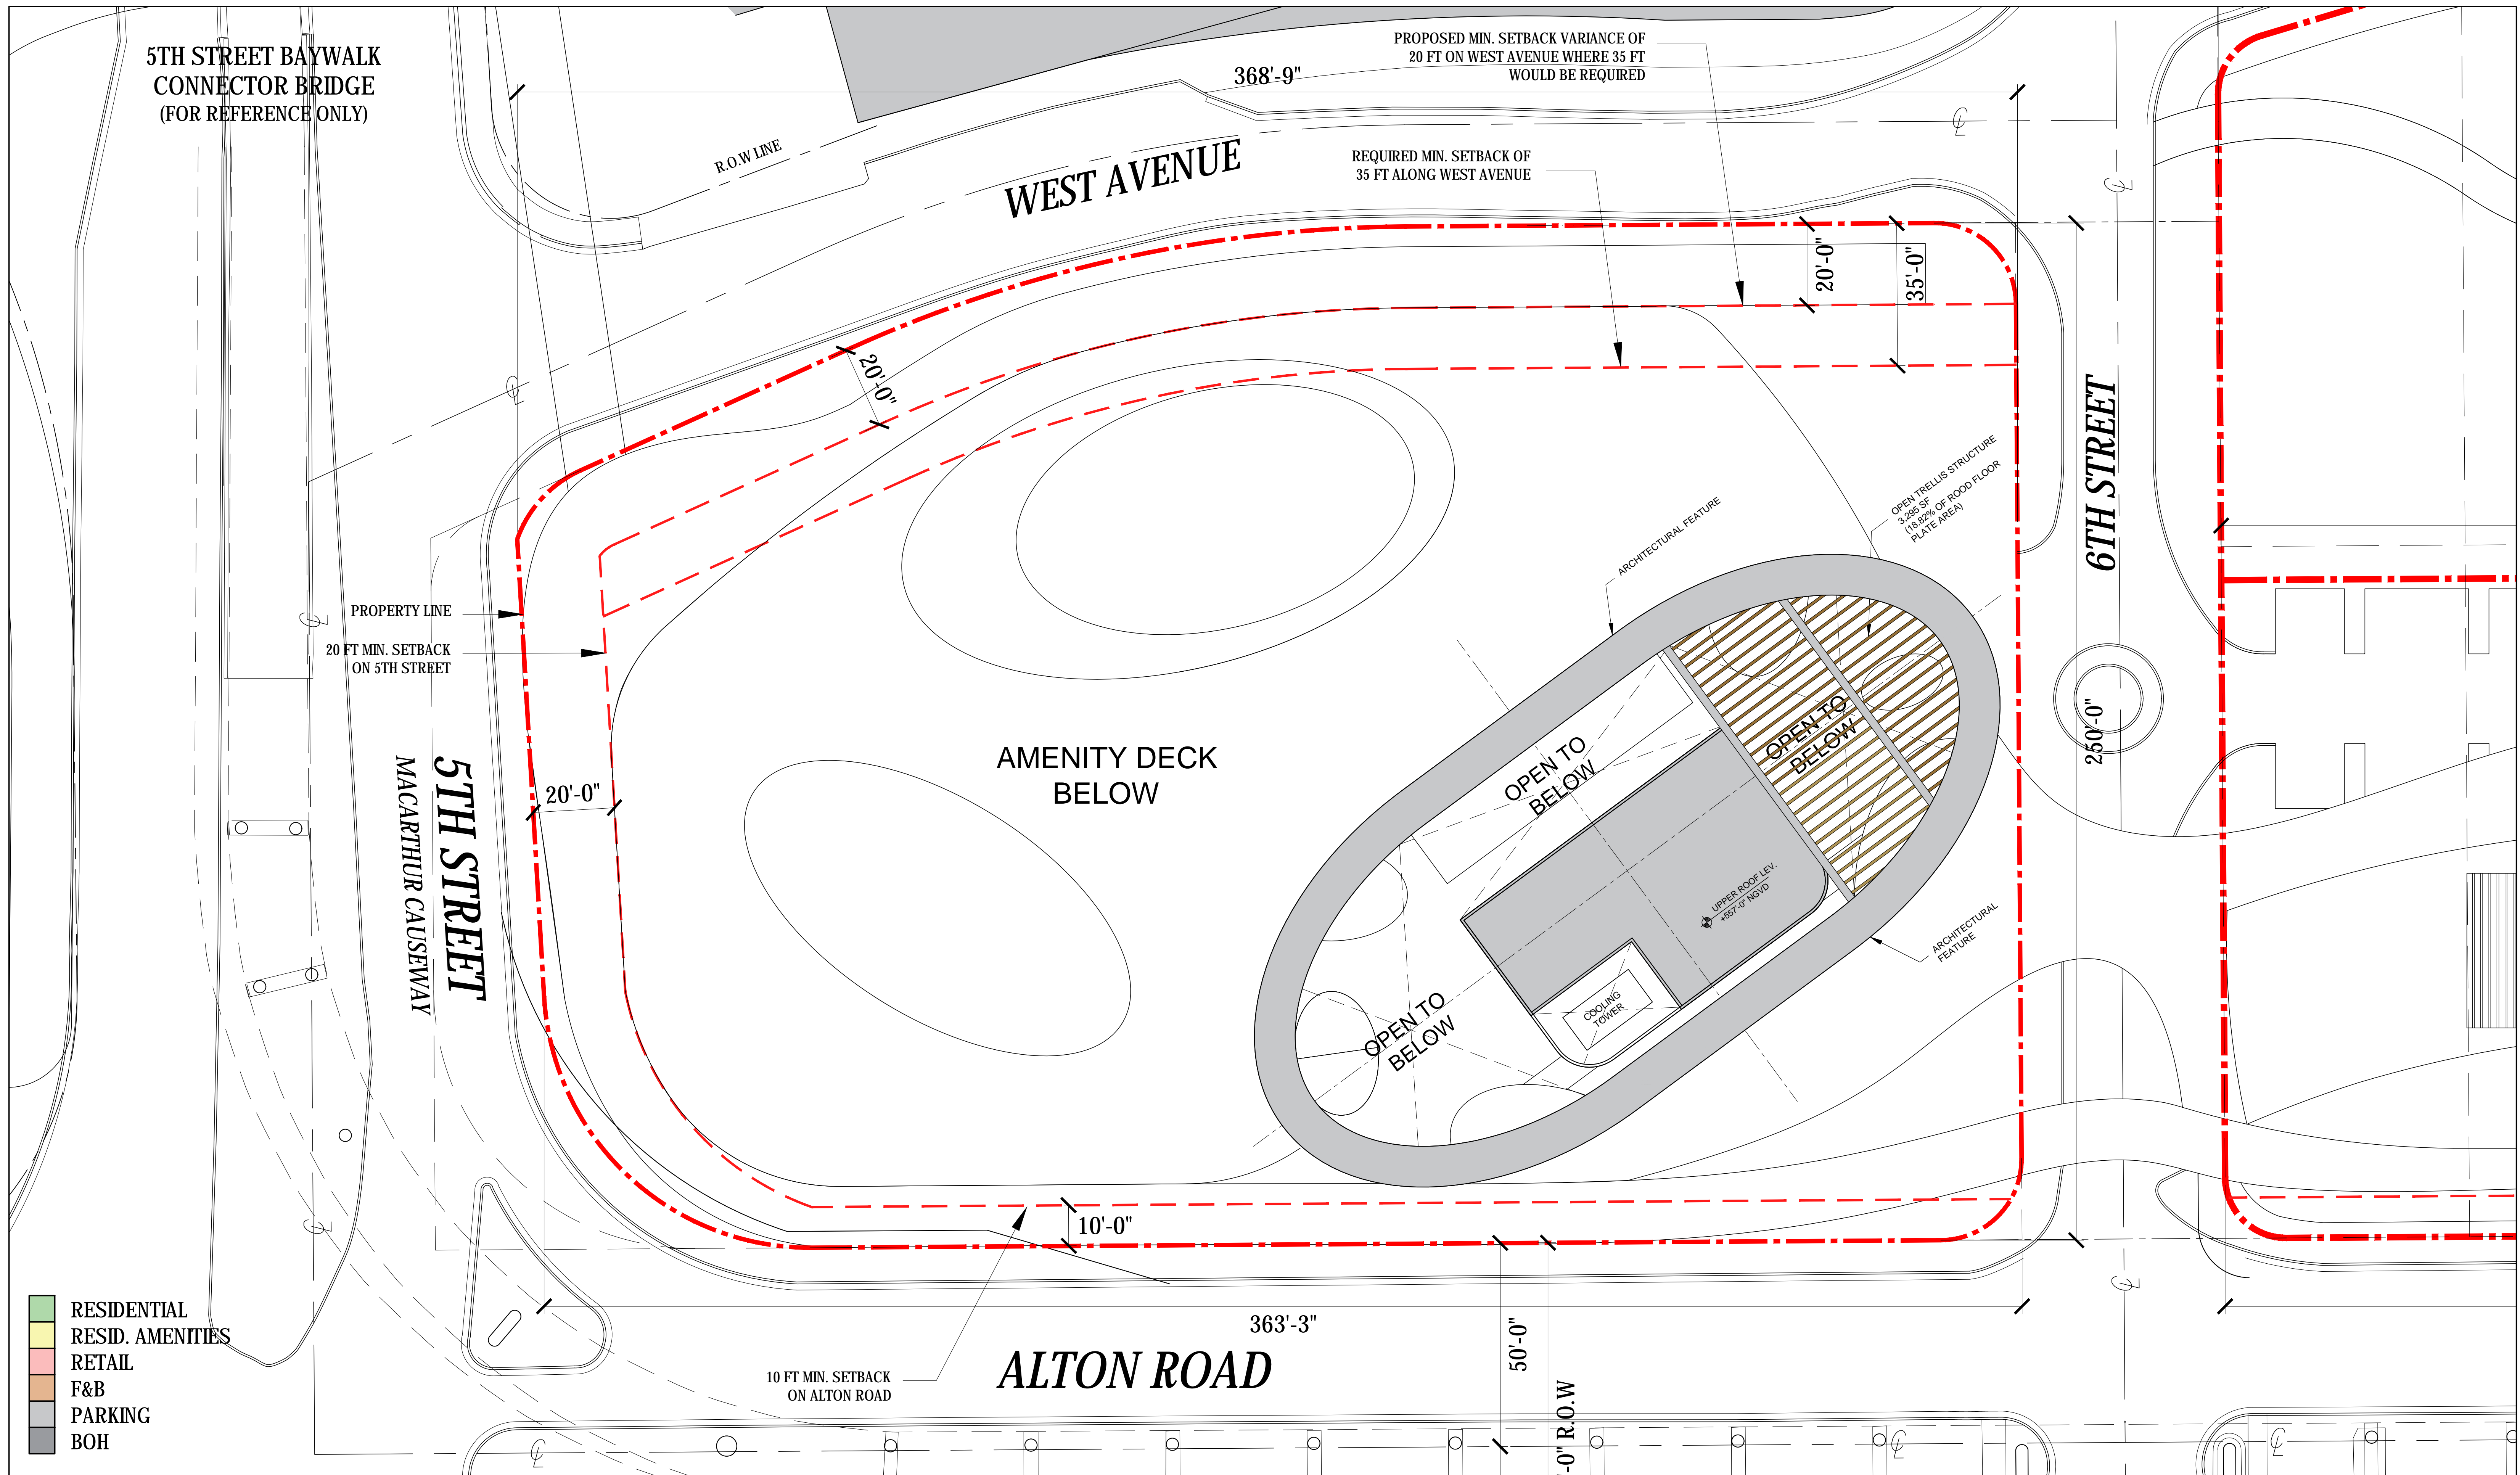 5TH STREET BAYWALK
CONNECTOR BRIDGE
(FOR REFERENCE ONLY)
368'-9"
PROPOSED MIN. SETBACK VARIANCE OF
20 FT ON WEST AVENUE WHERE 35 FT
WOULD BE REQUIRED
R.O.W LINE
WEST AVENUE
REQUIRED MIN. SETBACK OF
35 FT ALONG WEST AVENUE
20'-0"
35'-0"
20'-0"
6TH STREET
OPEN TRELLIS STRUCTURE
3,295 SF
(18.82% OF ROOD FLOOR
PLATE AREA)
ARCHITECTURAL FEATURE
PROPERTY LINE
20 FT MIN. SETBACK
ON 5TH STREET
250'-0"
OPEN TO
BELOW
OPEN TO
BELOW
AMENITY DECK
BELOW
5TH STREET
MACARTHUR CAUSEWAY
20'-0"
UPPER ROOF LEV.
+557'-0" NGVD
ARCHITECTURAL
FEATURE
COOLING
TOWER
OPEN TO
BELOW
10'-0"
363'-3"
50'-0"
ALTON ROAD
10 FT MIN. SETBACK
ON ALTON ROAD
-0" R.O.W
RESIDENTIAL
RESID. AMENITIES
RETAIL
F&B
PARKING
BOH